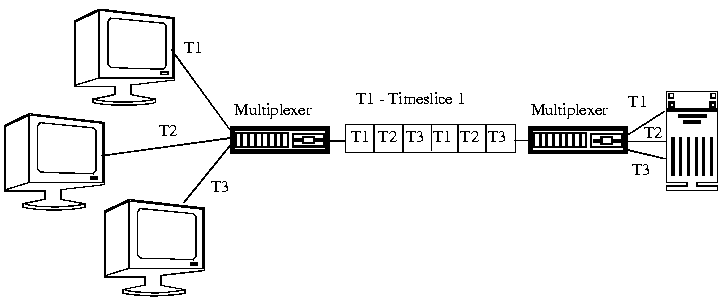 T1
T2
T3
Multiplexer
T1 - Timeslice 1
T1 T2 T3 T1 T2 T3
Multiplexer
T1
T2
T3